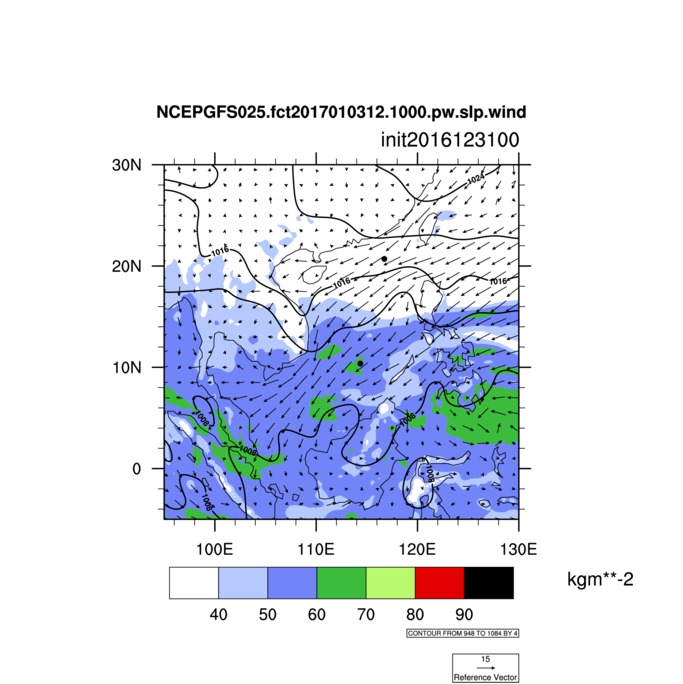 NCEPGFS025.fct2017010312.1000.pw.slp.wind
init2016123100
30N
1024
1016
20N
1016
1016
10N
1008
1008
1008
1008
1008
0
100E
110E
120E
130E
kgm**-2
40
50
60
70
80
90
CONTOUR FROM 948 TO 1084 BY 4
15
Reference Vector